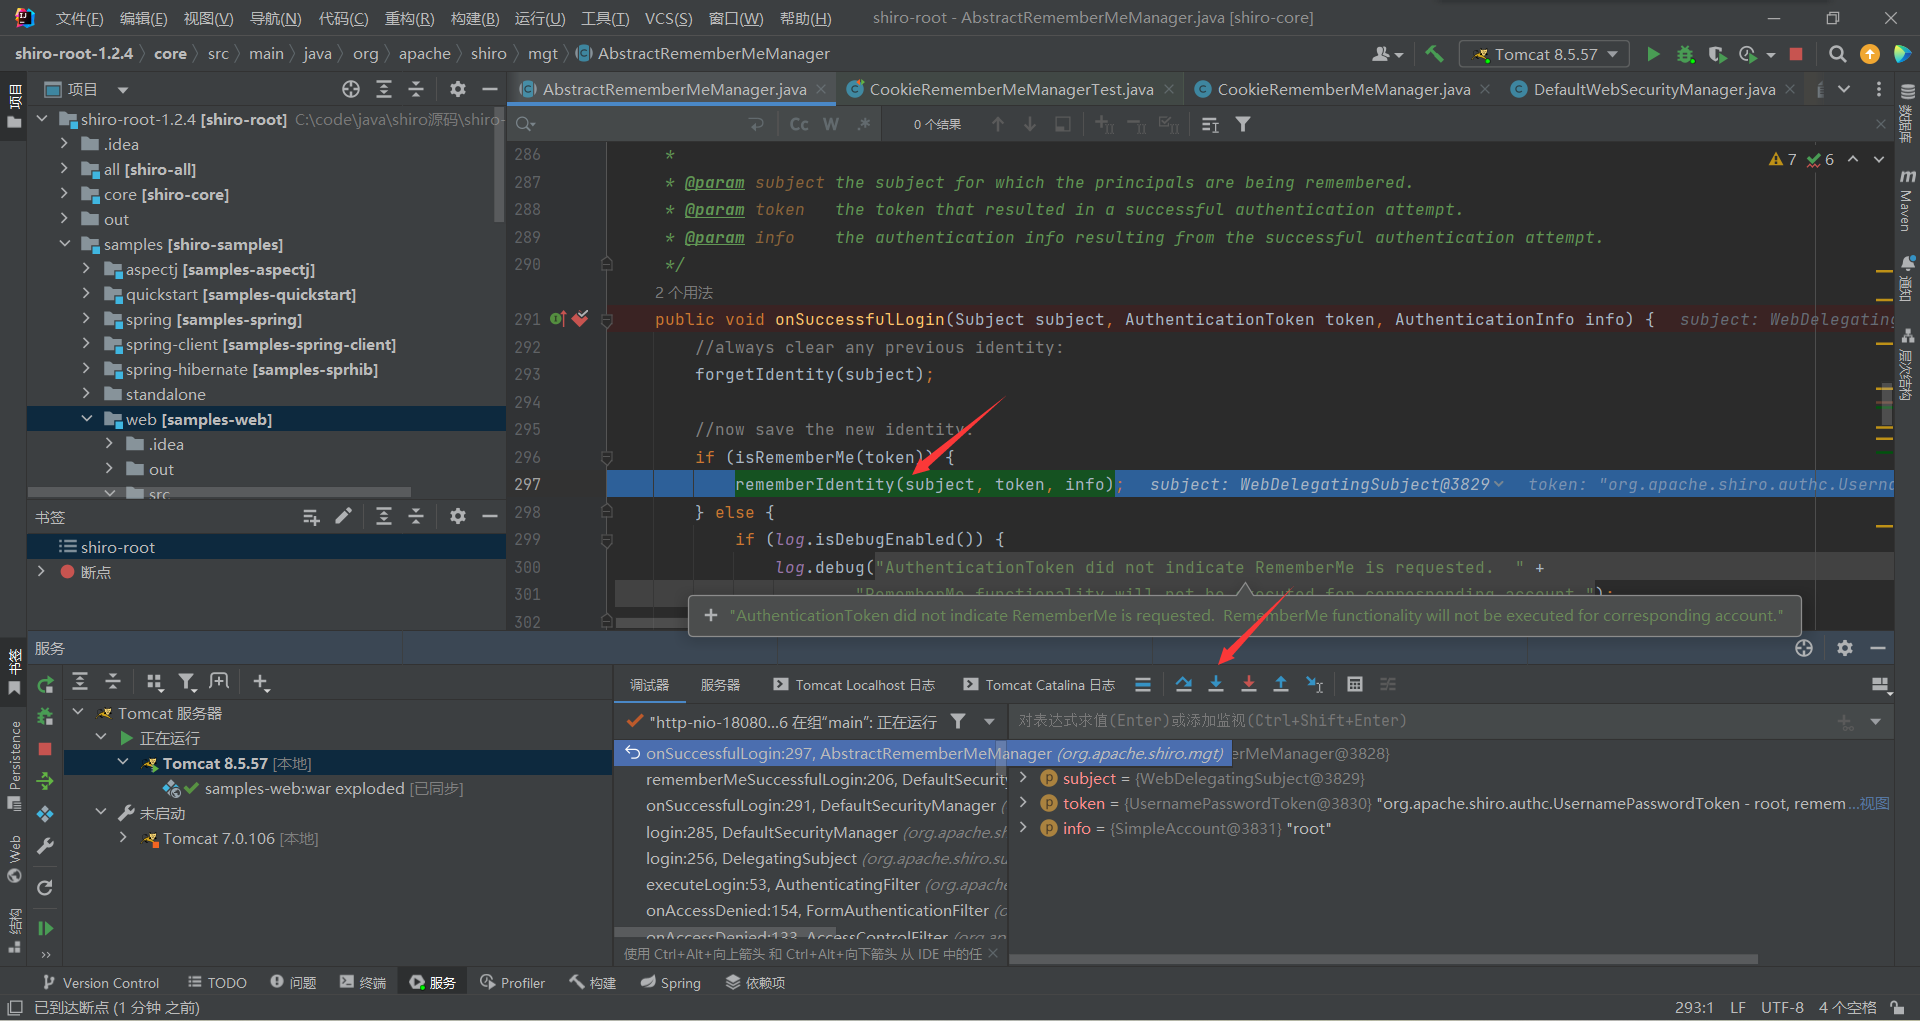 文件(F) 编辑(E) 视图(V) 导航(N) 代码(C) 重构(R) 构建(B) 运行(U) 工具(T) VCS(S) 窗口(W) 帮助(H) shiro-root - AbstractRememberMeManager.java [shiro-core]
shiro-root-1.2.4 core src main java org apache shiro mgt AbstractRememberMeManager
Tomcat 8.5.57
项目
项目
AbstractRememberMeManager.java CookieRememberMeManagerTest.java CookieRememberMeManager.java DefaultWebSecurityManager.java
Cc W .* 0 个结果
shiro-root-1.2.4 [shiro-root] C:\code\java\shiro源码\shiro-
.idea
all [shiro-all]
core [shiro-core]
out
samples [shiro-samples]
aspectj [samples-aspectj]
quickstart [samples-quickstart]
spring [samples-spring]
spring-client [samples-spring-client]
spring-hibernate [samples-sprhib]
standalone
web [samples-web]
.idea
out
src
书签
shiro-root
断点
7 6
286 *
287 * @param subject the subject for which the principals are being remembered.
288 * @param token the token that resulted in a successful authentication attempt.
289 * @param info the authentication info resulting from the successful authentication attempt.
290 */
2 个用法
291 public void onSuccessfulLogin(Subject subject, AuthenticationToken token, AuthenticationInfo info) { subject: WebDelegating
292 //always clear any previous identity:
293 forgetIdentity(subject);
294
295 //now save the new identity:
296 if (isRememberMe(token)) {
297 rememberIdentity(subject, token, info); subject: WebDelegatingSubject@3829 token: "org.apache.shiro.authc.Userna
298 } else {
299 if (log.isDebugEnabled()) {
300 log.debug("AuthenticationToken did not indicate RememberMe is requested.  " +
301 "RememberMe functionality will not be executed for corresponding account.");
302
+ "AuthenticationToken did not indicate RememberMe is requested.  RememberMe functionality will not be executed for corresponding account."
数据库
Maven
通知
层次结构
书签
Persistence
Web
结构
服务
Tomcat 服务器
正在运行
Tomcat 8.5.57 [本地]
samples-web:war exploded [已同步]
未启动
Tomcat 7.0.106 [本地]
调试器 服务器 Tomcat Localhost 日志 Tomcat Catalina 日志
"http-nio-18080...6 在组"main": 正在运行
对表达式求值(Enter)或添加监视(Ctrl+Shift+Enter)
onSuccessfulLogin:297, AbstractRememberMeManager (org.apache.shiro.mgt)
erMeManager@3828}
rememberMeSuccessfulLogin:206, DefaultSecurity
onSuccessfulLogin:291, DefaultSecurityManager (
login:285, DefaultSecurityManager (org.apache.sh
login:256, DelegatingSubject (org.apache.shiro.su
executeLogin:53, AuthenticatingFilter (org.apache
onAccessDenied:154, FormAuthenticationFilter (o
onAccessDenied:133, AccessControlFilter (org.ap
使用 Ctrl+Alt+向上箭头 和 Ctrl+Alt+向下箭头 从 IDE 中的任
subject = {WebDelegatingSubject@3829}
token = {UsernamePasswordToken@3830} "org.apache.shiro.authc.UsernamePasswordToken - root, remem ...视图
info = {SimpleAccount@3831} "root"
Version Control TODO 问题 终端 服务 Profiler 构建 Spring 依赖项
已到达断点 (1 分钟 之前)
293:1 LF UTF-8 4 个空格